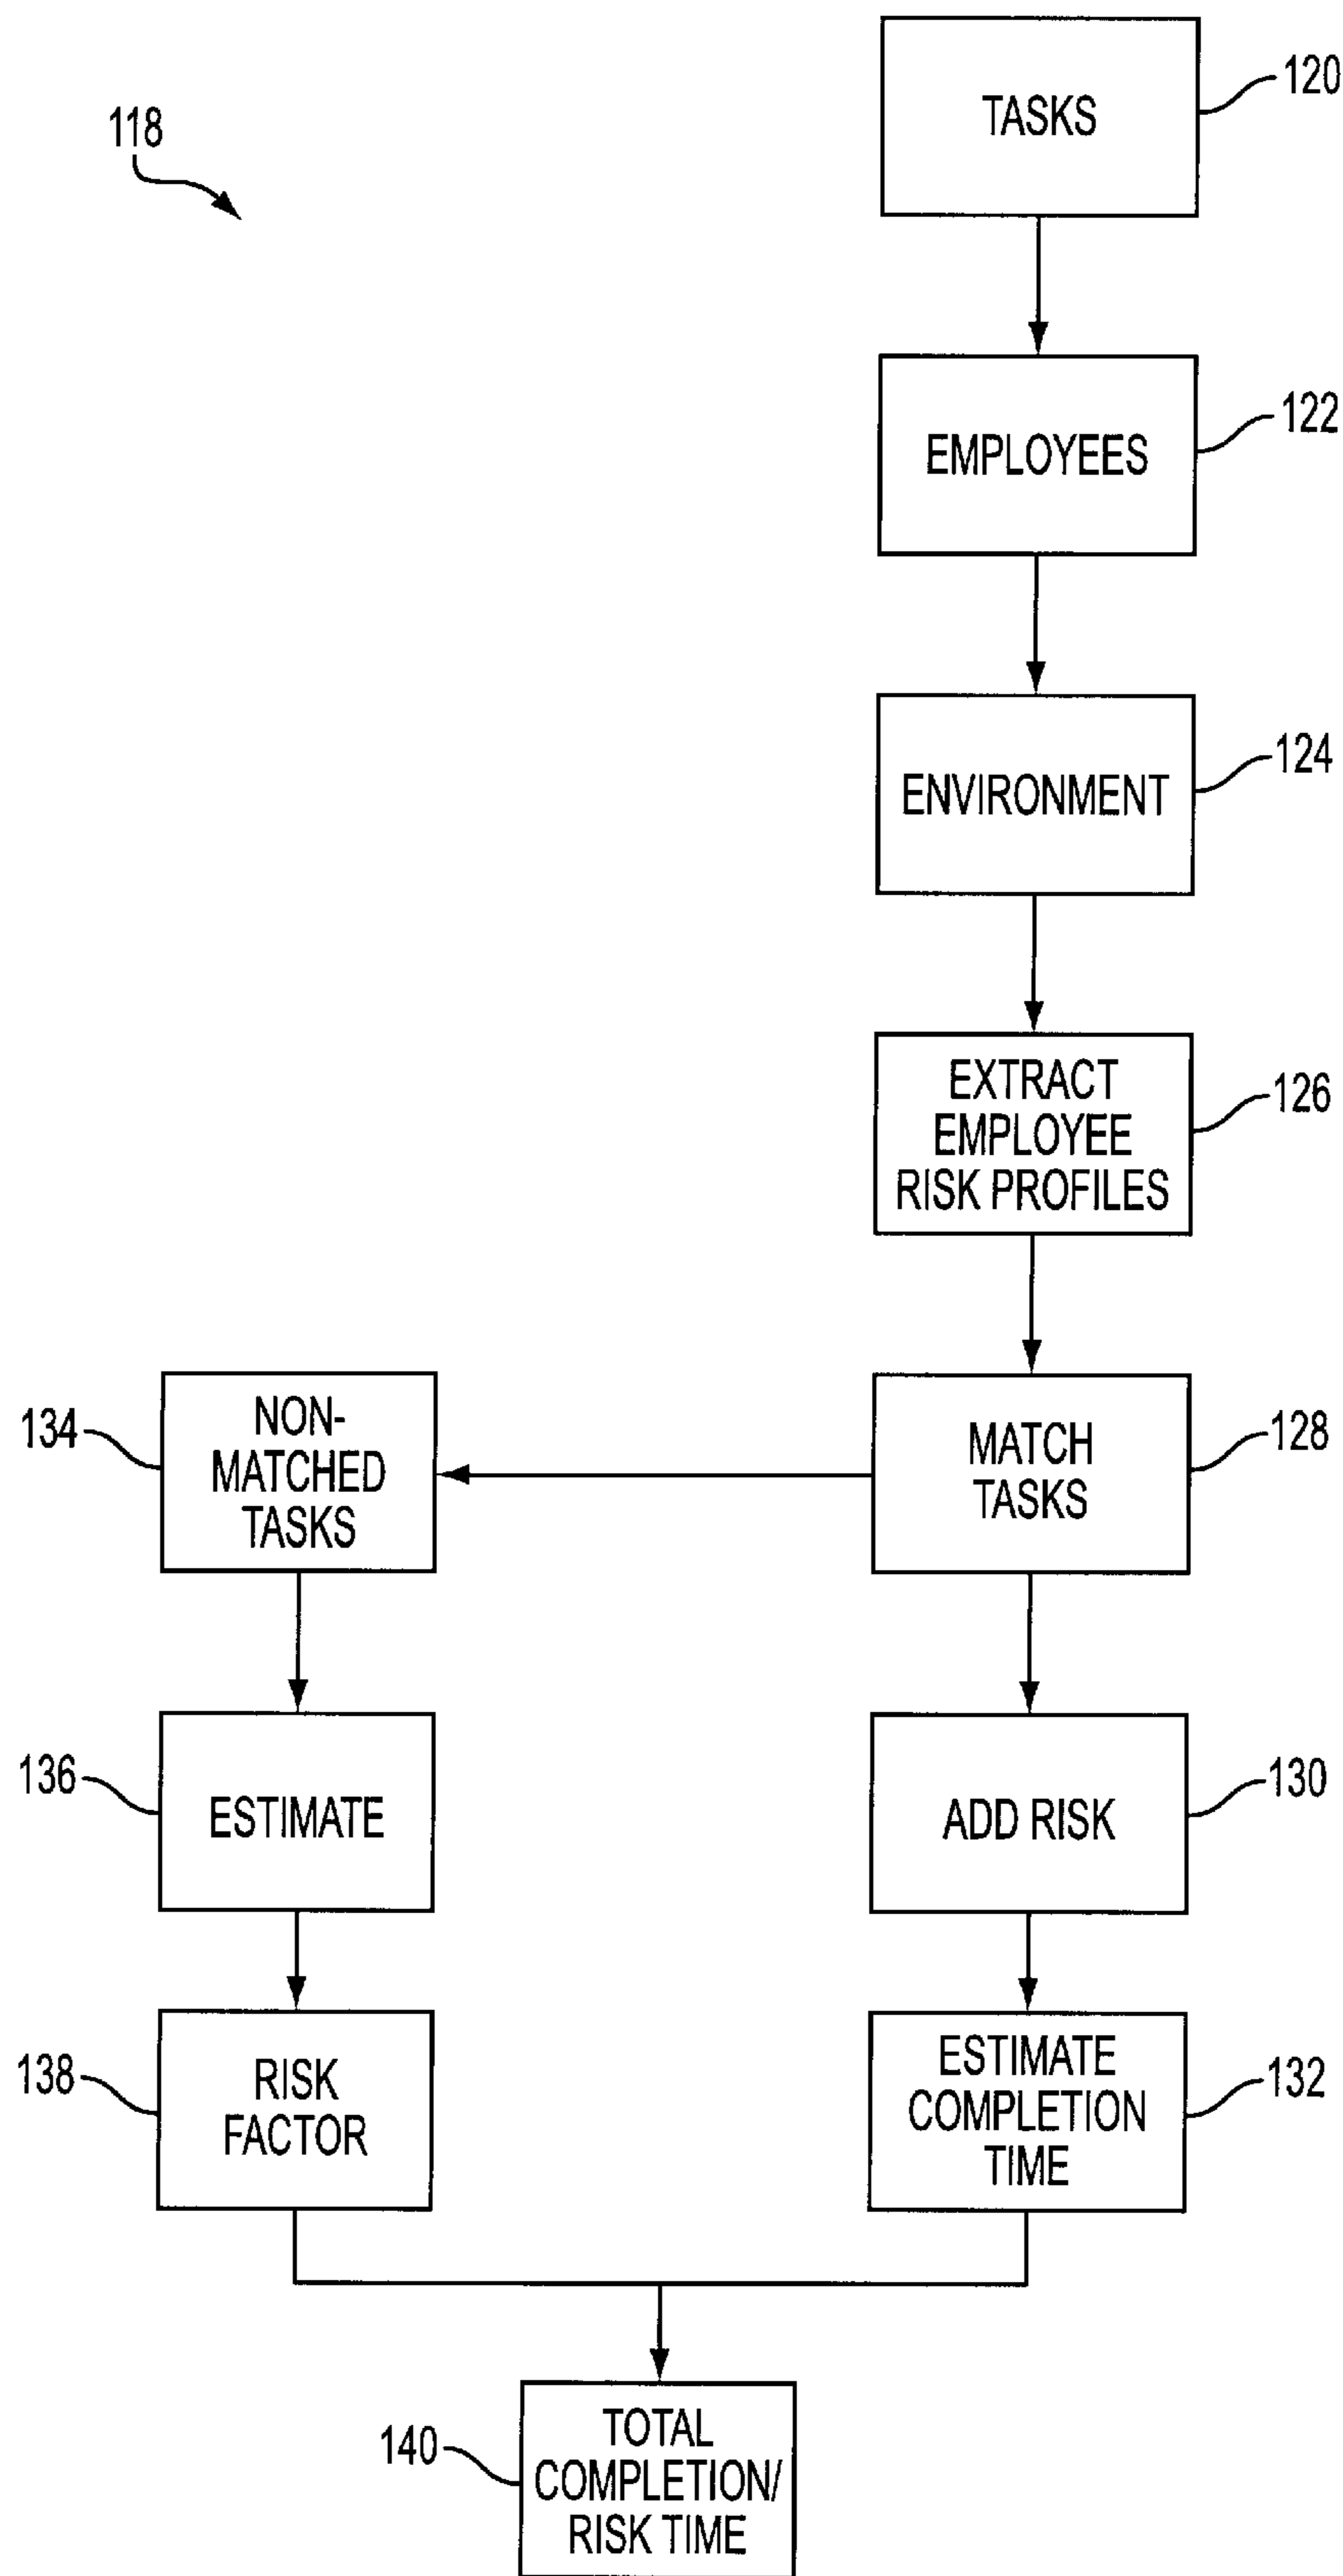 120
TASKS
118
122
EMPLOYEES
124
ENVIRONMENT
EXTRACT
EMPLOYEE
RISK PROFILES
126
NON-
MATCHED
TASKS
134
MATCH
TASKS
128
136
ESTIMATE
ADD RISK
130
138
RISK
FACTOR
ESTIMATE
COMPLETION
TIME
132
140
TOTAL
COMPLETION/
RISK TIME